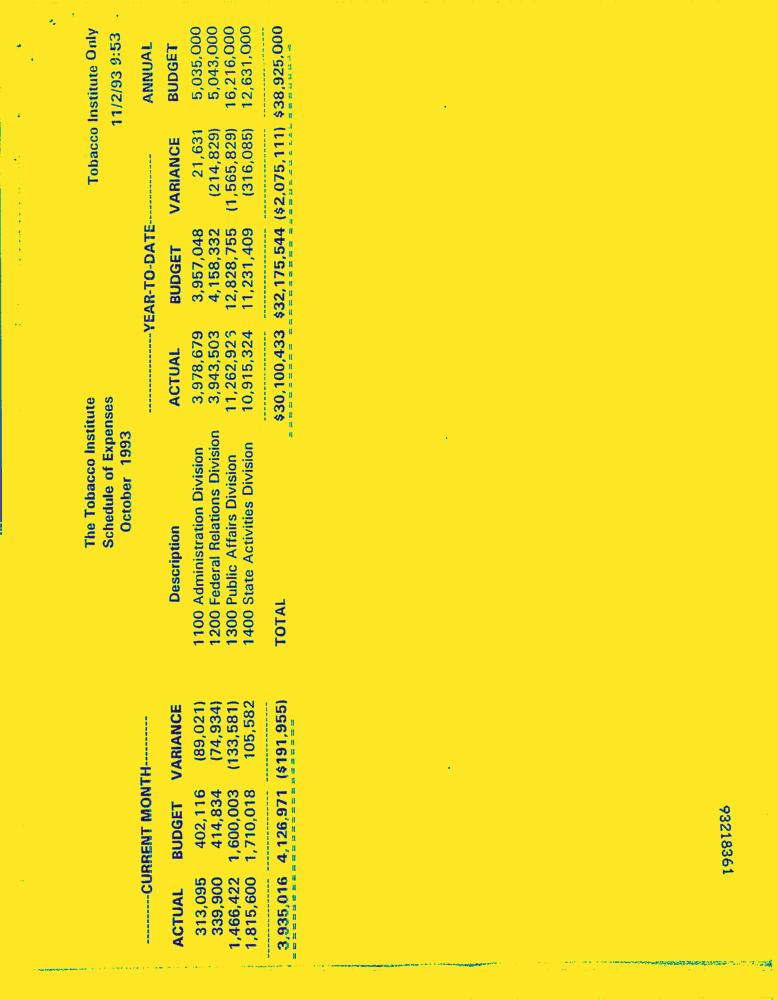 The Tobacco Institute Tobacco Institute Only
Schedule of Expenses 11/2/93 9:53
October 1993
----------CURRENT MONTH---------- --------------YEAR-TO-DATE-------------- ANNUAL
ACTUAL BUDGET VARIANCE Description ACTUAL BUDGET VARIANCE BUDGET
313,095 402,116 (89,021) 1100 Administration Division 3,978,679 3,957,048 21,631 5,035,000
339,900 414,834 (74,934) 1200 Federal Relations Division 3,943,503 4,158,332 (214,829) 5,043,000
1,466,422 1,600,003 (133,581) 1300 Public Affairs Division 11,262,926 12,828,755 (1,565,829) 16,216,000
1,815,600 1,710,018 105,582 1400 State Activities Division 10,915,324 11,231,409 (316,085) 12,631,000
3,935,016 4,126,971 ($191,955) TOTAL $30,100,433 $32,175,544 ($2,075,111) $38,925,000
93218361